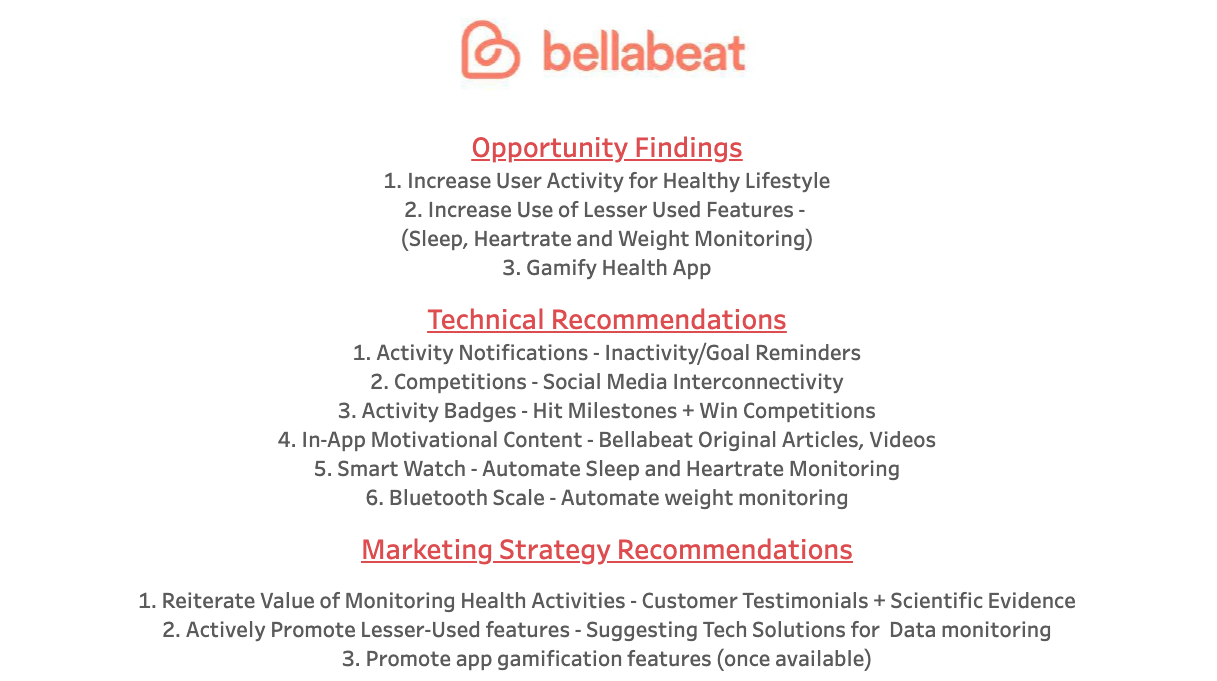 bellabeat
Opportunity Findings
1. Increase User Activity for Healthy Lifestyle
2. Increase Use of Lesser Used Features -
(Sleep, Heartrate and Weight Monitoring)
3. Gamify Health App
Technical Recommendations
1. Activity Notifications - Inactivity/Goal Reminders
2. Competitions - Social Media Interconnectivity
3. Activity Badges - Hit Milestones + Win Competitions
4. In-App Motivational Content - Bellabeat Original Articles, Videos
5. Smart Watch - Automate Sleep and Heartrate Monitoring
6. Bluetooth Scale - Automate weight monitoring
Marketing Strategy Recommendations
1. Reiterate Value of Monitoring Health Activities - Customer Testimonials + Scientific Evidence
2. Actively Promote Lesser-Used features - Suggesting Tech Solutions for  Data monitoring
3. Promote app gamification features (once available)